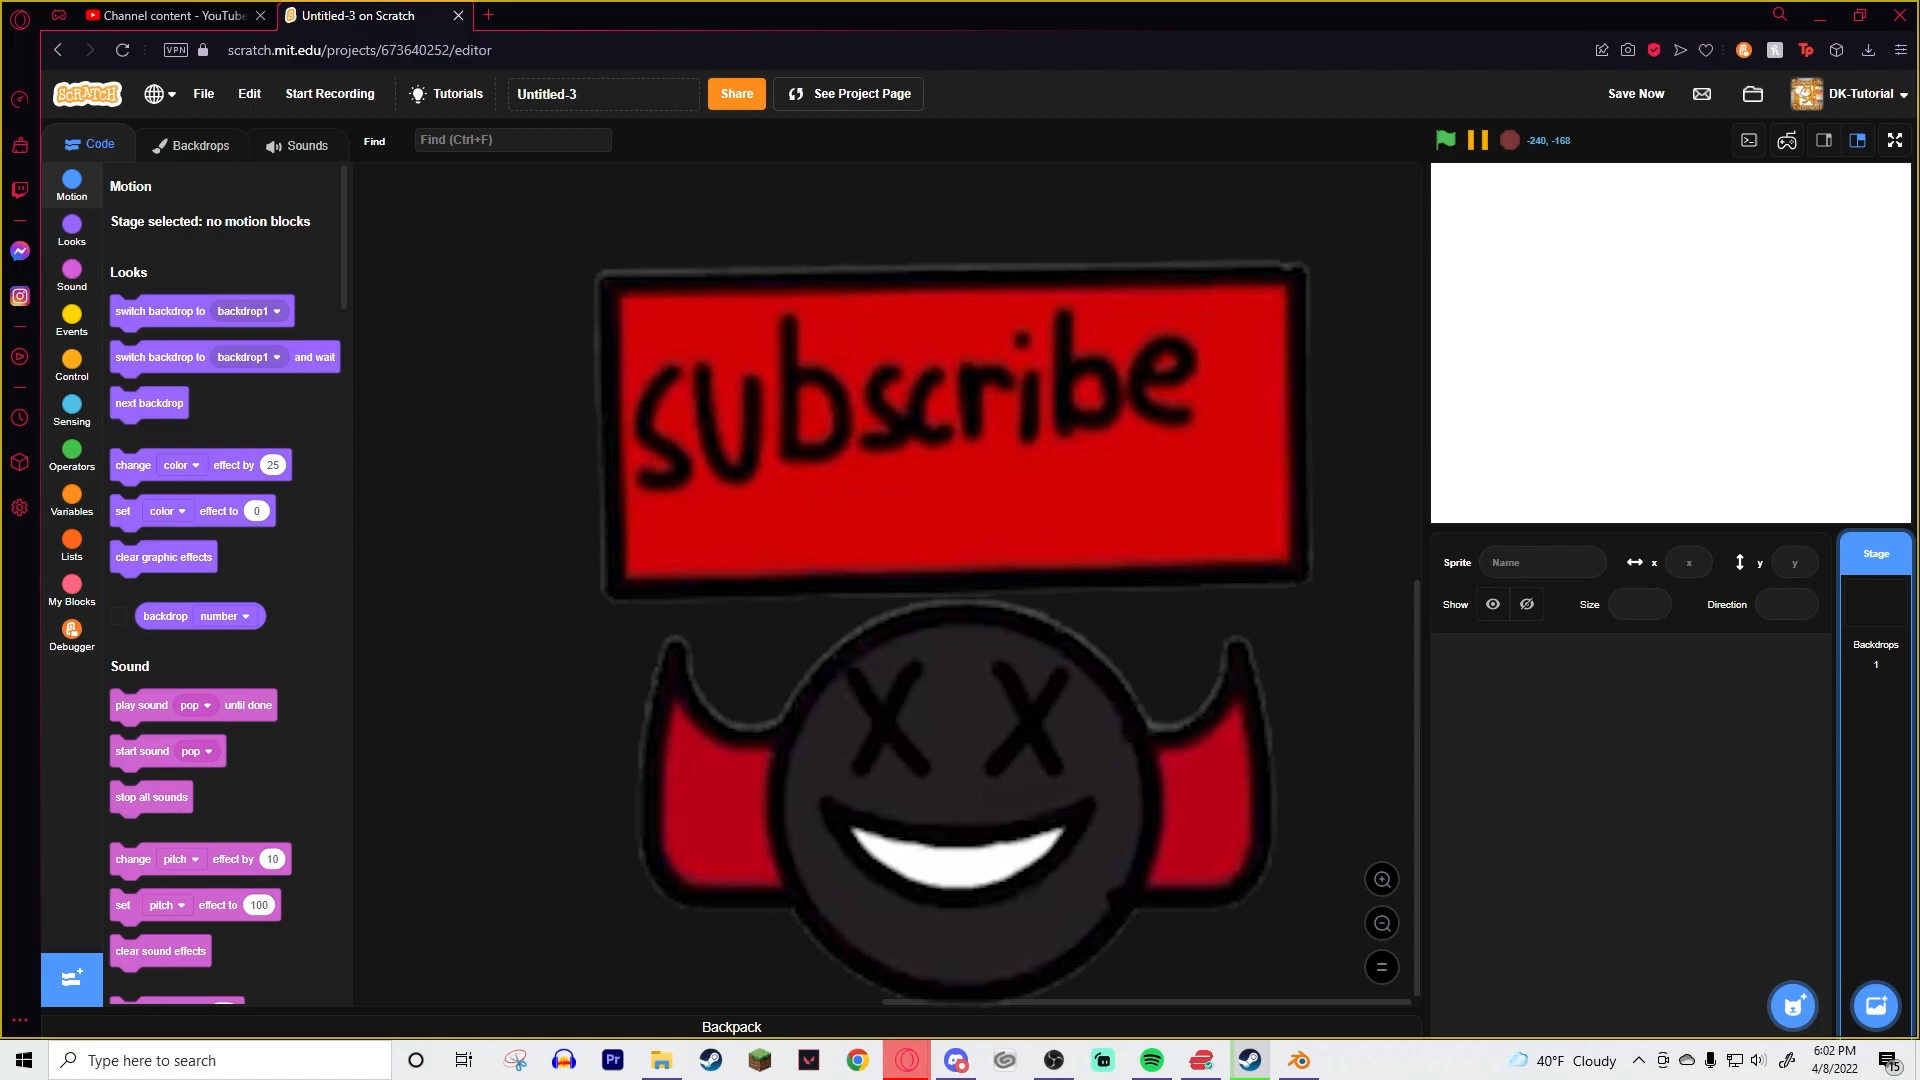 Channel content - YouTube
Untitled-3 on Scratch
VPN
scratch.mit.edu/projects/673640252/editor
Tp
SCRATCH
File
Edit
Start Recording
Tutorials
Untitled-3
Share
See Project Page
Save Now
DK-Tutorial
Code
Backdrops
Sounds
Find
Find (Ctrl+F)
-240, -168
Motion
Looks
Sound
Events
Control
Sensing
Operators
Variables
Lists
My Blocks
Debugger
Motion
Stage selected: no motion blocks
Looks
switch backdrop to backdrop1
switch backdrop to backdrop1 and wait
next backdrop
change color effect by 25
set color effect to 0
clear graphic effects
backdrop number
Sound
play sound pop until done
start sound pop
stop all sounds
change pitch effect by 10
set pitch effect to 100
clear sound effects
subscribe
Sprite
Name
x
x
y
y
Show
Size
Direction
Stage
Backdrops
1
Backpack
Type here to search
Pr
40°F Cloudy
6:02 PM
4/8/2022
15